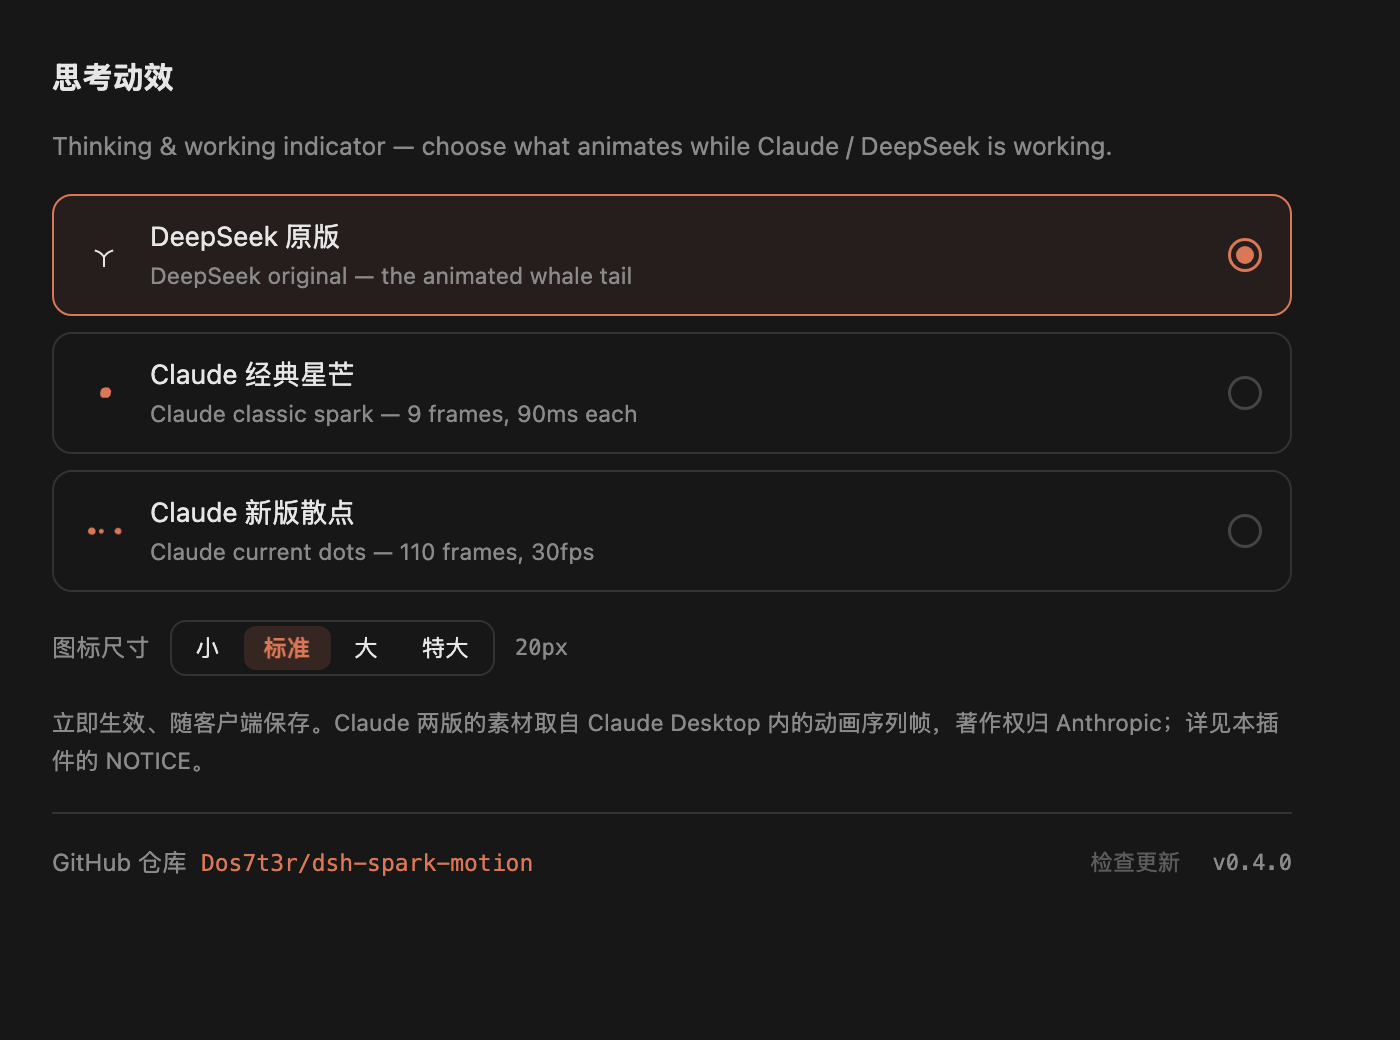 思考动效
Thinking & working indicator — choose what animates while Claude / DeepSeek is working.
DeepSeek 原版
DeepSeek original — the animated whale tail
Claude 经典星芒
Claude classic spark — 9 frames, 90ms each
Claude 新版散点
Claude current dots — 110 frames, 30fps
图标尺寸 小 标准 大 特大 20px
立即生效、随客户端保存。Claude 两版的素材取自 Claude Desktop 内的动画序列帧，著作权归 Anthropic；详见本插
件的 NOTICE。
GitHub 仓库 Dos7t3r/dsh-spark-motion 检查更新 v0.4.0